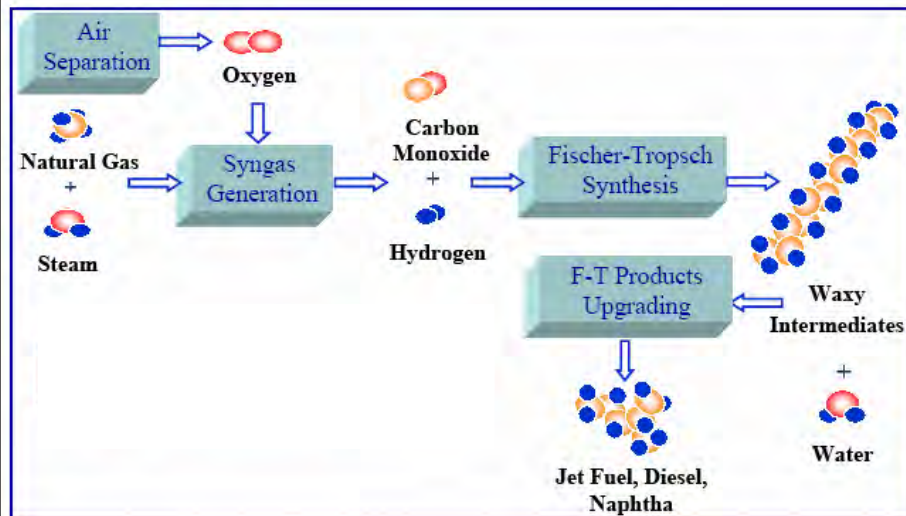 Air
Separation
Oxygen
Natural Gas
+
Steam
Syngas
Generation
Carbon
Monoxide
+
Hydrogen
Fischer-Tropsch
Synthesis
Waxy
Intermediates
+
Water
F-T Products
Upgrading
Jet Fuel, Diesel,
Naphtha